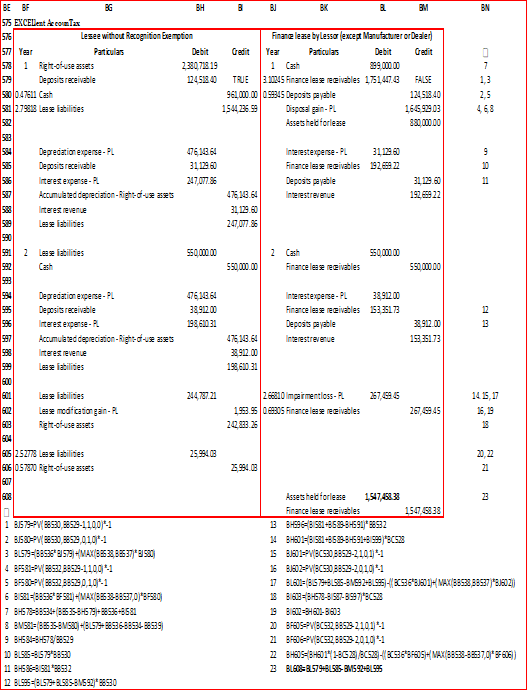 BE BF BG BH BI BJ BK BL BM BN
575 EXCELlent AccounTax
576 Lessee without Recognition Exemption Finance lease by Lessor (except Manufacturer or Dealer)
577 Year Particulars Debit Credit Year Particulars Debit Credit
578 1 Right-of-use assets 2,380,718.19 1 Cash 899,000.00 7
579 Deposits receivable 124,518.40 TRUE 3.10245 Finance lease receivables 1,751,447.43 FALSE 1, 3
580 0.47611 Cash 961,000.00 0.59345 Deposits payable 124,518.40 2, 5
581 2.79818 Lease liabilities 1,544,236.59 Disposal gain - PL 1,645,929.03 4, 6, 8
582 Assets held for lease 880,000.00
583
584 Depreciation expense - PL 476,143.64 Interest expense - PL 31,129.60 9
585 Deposits receivable 31,129.60 Finance lease receivables 192,659.22 10
586 Interest expense - PL 247,077.86 Deposits payable 31,129.60 11
587 Accumulated depreciation - Right-of-use assets 476,143.64 Interest revenue 192,659.22
588 Interest revenue 31,129.60
589 Lease liabilities 247,077.86
590
591 2 Lease liabilities 550,000.00 2 Cash 550,000.00
592 Cash 550,000.00 Finance lease receivables 550,000.00
593
594 Depreciation expense - PL 476,143.64 Interest expense - PL 38,912.00
595 Deposits receivable 38,912.00 Finance lease receivables 153,351.73 12
596 Interest expense - PL 198,610.31 Deposits payable 38,912.00 13
597 Accumulated depreciation - Right-of-use assets 476,143.64 Interest revenue 153,351.73
598 Interest revenue 38,912.00
599 Lease liabilities 198,610.31
600
601 Lease liabilities 244,787.21 2.66810 Impairment loss - PL 267,459.45 14, 15, 17
602 Lease modification gain - PL 1,953.95 0.69305 Finance lease receivables 267,459.45 16, 19
603 Right-of-use assets 242,833.26 18
604
605 2.52778 Lease liabilities 25,994.03 20, 22
606 0.57870 Right-of-use assets 25,994.03 21
607
608 Assets held for lease 1,547,458.38 23
Finance lease receivables 1,547,458.38
1 BJ579=PV(BB530,BB529-1,1,0,0)*-1 13 BH596=(BI581+BI589-BH591)*BB532
2 BJ580=PV(BB530,BB529,0,1,0)*-1 14 BH601=(BI581+BI589-BH591+BI599)*BC528
3 BL579=(BB536*BJ579)+(MAX(BB538,BB537)*BJ580) 15 BJ601=PV(BC530,BB529-2,1,0,1)*-1
4 BF581=PV(BB532,BB529-1,1,0,0)*-1 16 BJ602=PV(BC530,BB529-2,0,1,0)*-1
5 BF580=PV(BB532,BB529,0,1,0)*-1 17 BL601=(BL579+BL585-BM592+BL595)-((BC536*BJ601)+(MAX(BB538,BB537)*BJ602))
6 BI581=(BB536*BF581)+(MAX(BB538-BB537,0)*BF580) 18 BI603=(BH578-BI587-BI597)*BC528
7 BH578=BB534+(BB535-BH579)+BB536+BI581 19 BI602=BH601-BI603
8 BM581=(BB535-BM580)+(BL579+BB536-BB534-BB539) 20 BF605=PV(BC532,BB529-2,1,0,1)*-1
9 BH584=BH578/BB529 21 BF606=PV(BC532,BB529-2,0,1,0)*-1
10 BL585=BL579*BB530 22 BH605=(BH601*(1-BC528)/BC528)-((BC536*BF605)+(MAX(BB538-BB537,0)*BF606))
11 BH586=BI581*BB532 23 BL608=BL579+BL585-BM592+BL595
12 BL595=(BL579+BL585-BM592)*BB530